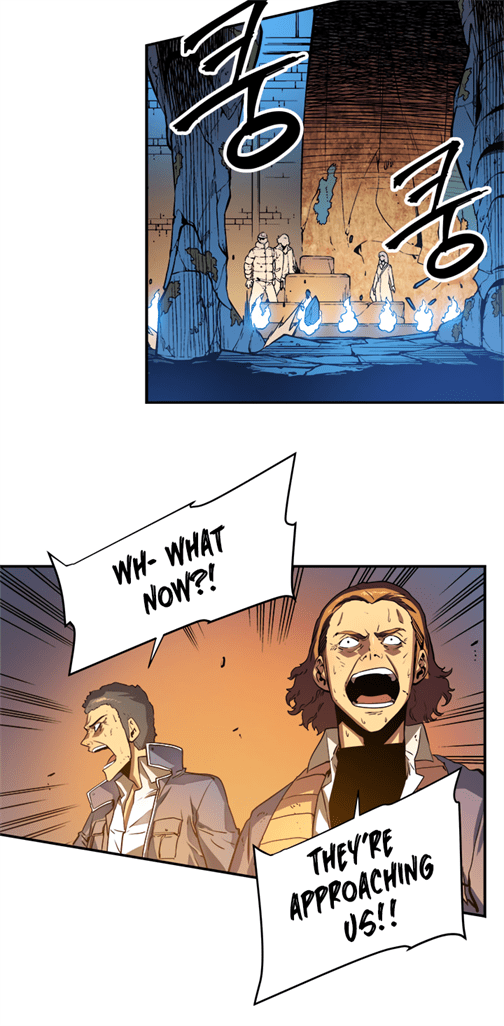 쿵
쿵
WH- WHAT
NOW?!
THEY'RE
APPROACHING
US!!